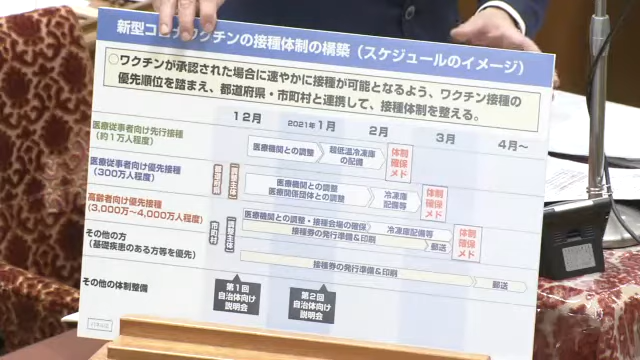 新型コロナワクチンの接種体制の構築（スケジュールのイメージ）
○ワクチンが承認された場合に速やかに接種が可能となるよう、ワクチン接種の
優先順位を踏まえ、都道府県・市町村と連携して、接種体制を整える。
12月
2021年1月
2月
3月
4月～
医療従事者向け先行接種
（約1万人程度）
医療機関との調整
超低温冷凍庫
の配備
体制
確保
メド
医療従事者向け優先接種
（300万人程度）
医療機関との調整
医療関係団体との調整
冷凍庫
配備等
体制
確保
メド
高齢者向け優先接種
（3,000万～4,000万人程度）
市町村
医療機関との調整・接種会場の確保
冷凍庫配備等
接種券の発行準備＆印刷
郵送
体制
確保
メド
その他の方
（基礎疾患のある方等を優先）
接種券の発行準備＆印刷
郵送
その他の体制整備
第1回
自治体向け
説明会
第2回
自治体向け
説明会